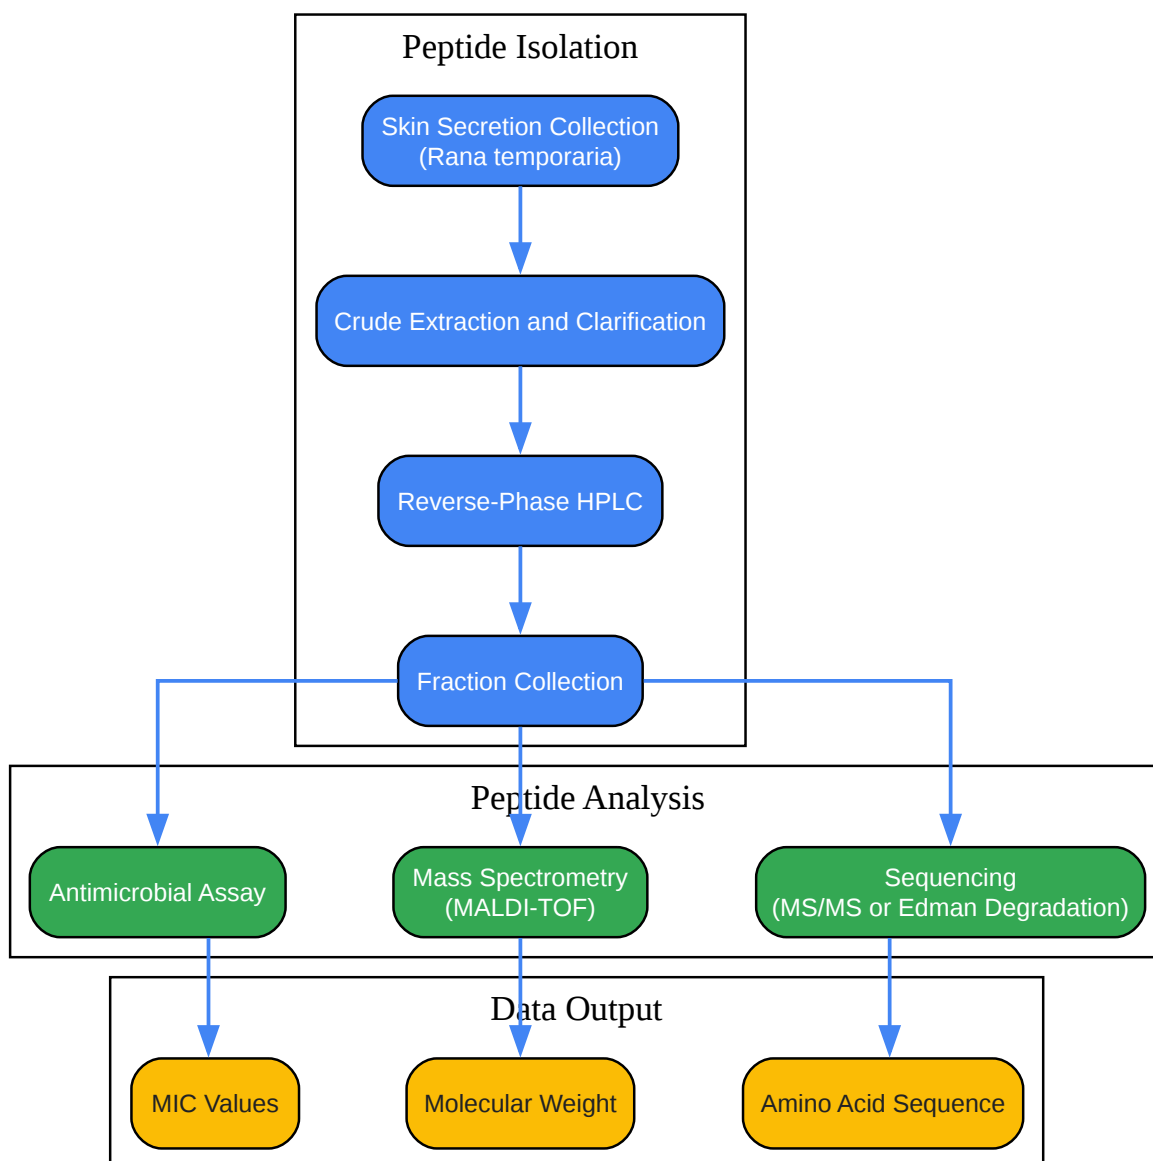 Peptide Isolation
Skin Secretion Collection
(Rana temporaria)
Crude Extraction and Clarification
Reverse-Phase HPLC
Fraction Collection
Peptide Analysis
Antimicrobial Assay
Mass Spectrometry
(MALDI-TOF)
Sequencing
(MS/MS or Edman Degradation)
Data Output
MIC Values
Molecular Weight
Amino Acid Sequence